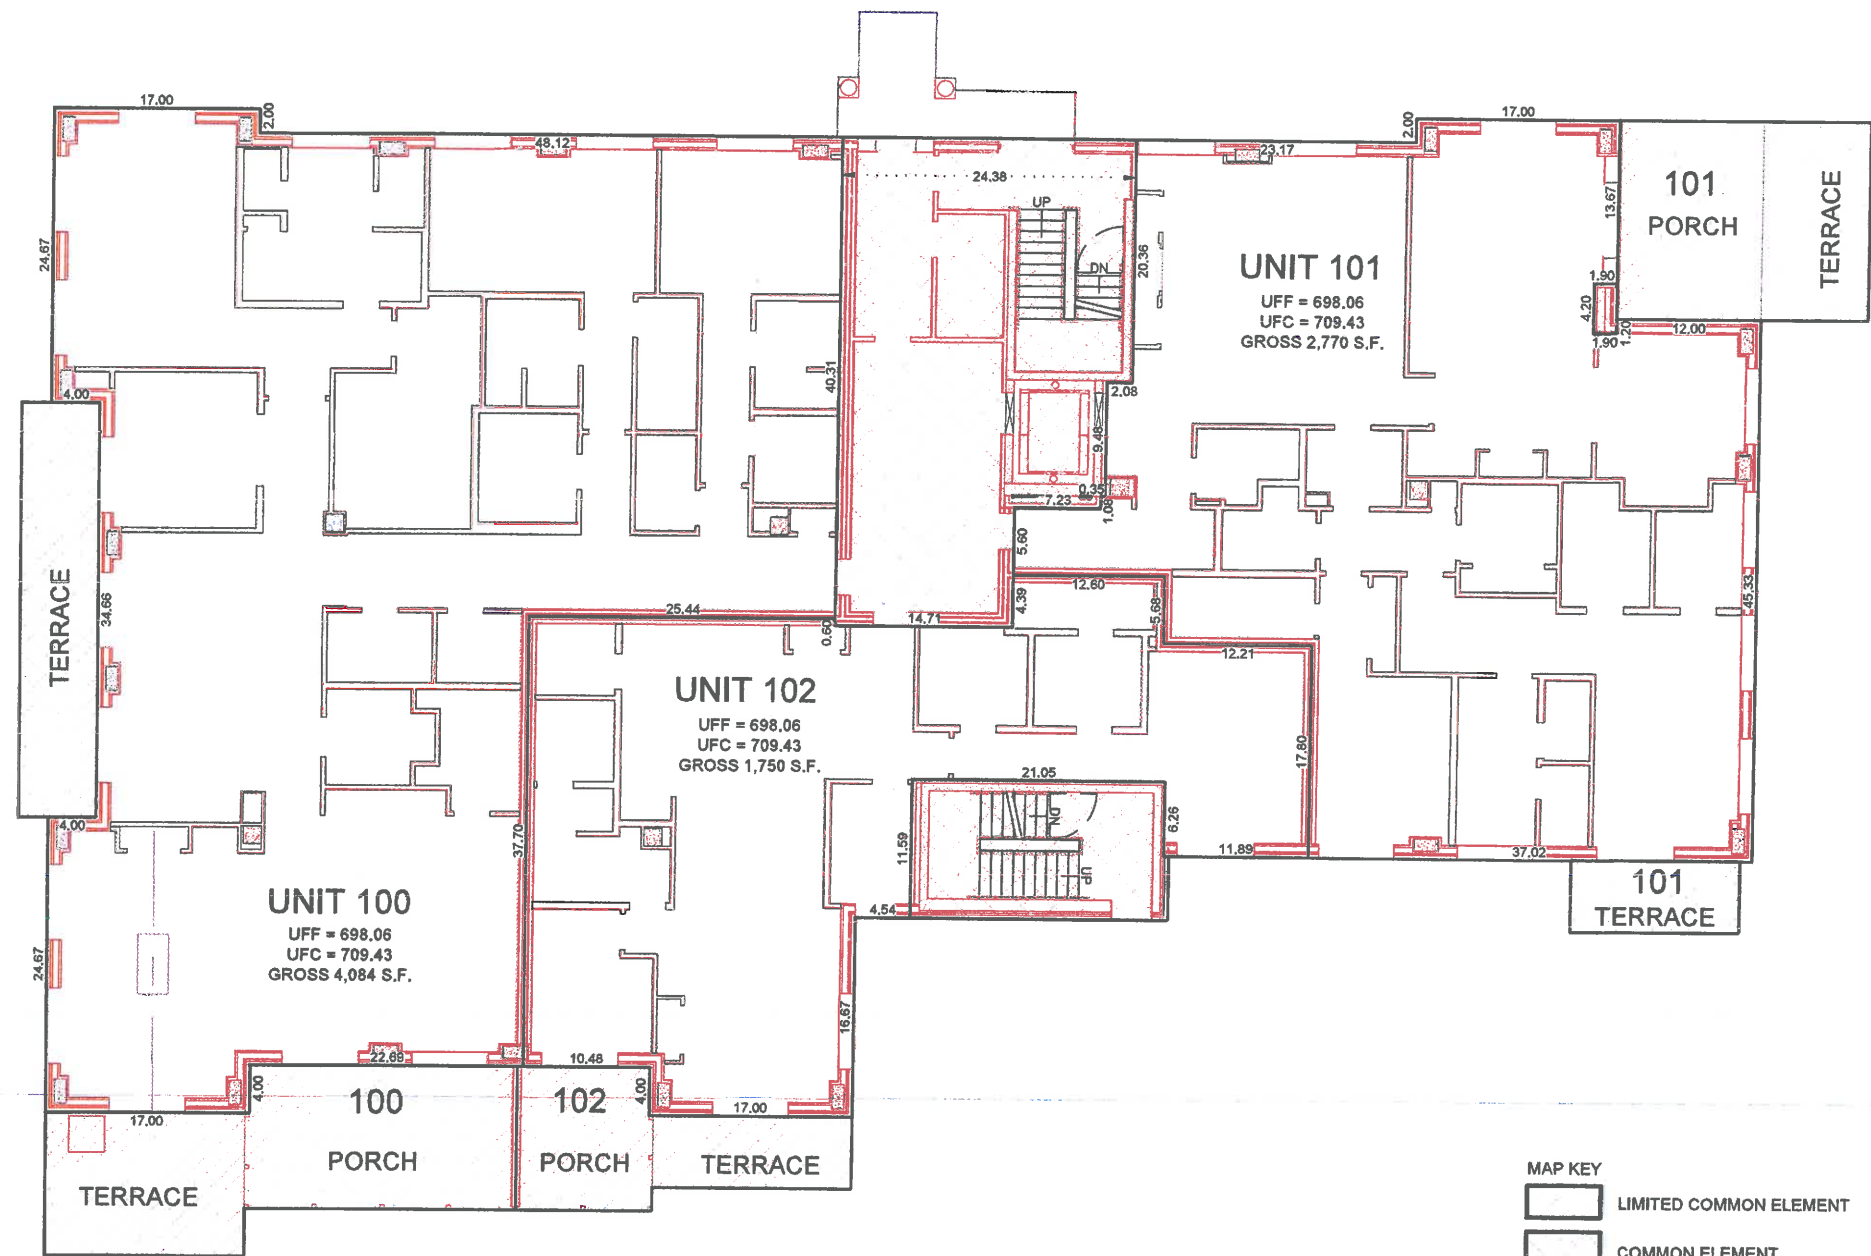 17.00
2.00
48.12
24.38
23.17
2.00
17.00
UP
DN
20.36
24.67
13.67
101
PORCH
TERRACE
UNIT 101
UFF = 698.06
UFC = 709.43
GROSS 2,770 S.F.
1.90
4.20
1.90
1.20
12.00
40.31
2.08
9.48
4.00
7.23
0.35
1.08
5.60
TERRACE
34.66
25.44
0.60
14.71
4.39
12.60
5.68
12.21
45.33
UNIT 102
UFF = 698.06
UFC = 709.43
GROSS 1,750 S.F.
17.80
21.05
DN
UP
6.26
11.59
11.89
37.02
4.00
37.70
4.54
101
TERRACE
UNIT 100
UFF = 698.06
UFC = 709.43
GROSS 4,084 S.F.
24.67
16.67
22.69
10.48
4.00
4.00
17.00
17.00
100
PORCH
102
PORCH
TERRACE
TERRACE
MAP KEY
LIMITED COMMON ELEMENT
COMMON ELEMENT